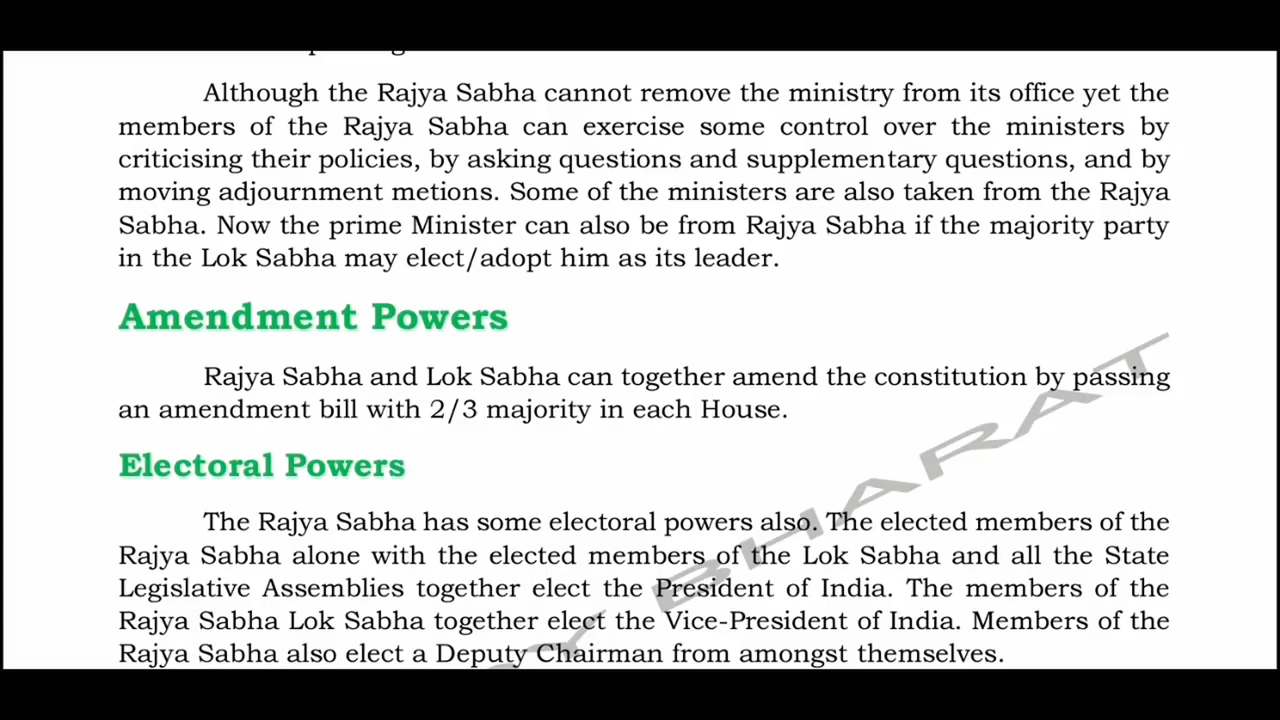 Although the Rajya Sabha cannot remove the ministry from its office yet the
members of the Rajya Sabha can exercise some control over the ministers by
criticising their policies, by asking questions and supplementary questions, and by
moving adjournment metions. Some of the ministers are also taken from the Rajya
Sabha. Now the prime Minister can also be from Rajya Sabha if the majority party
in the Lok Sabha may elect/adopt him as its leader.
Amendment Powers
Rajya Sabha and Lok Sabha can together amend the constitution by passing
an amendment bill with 2/3 majority in each House.
Electoral Powers
The Rajya Sabha has some electoral powers also. The elected members of the
Rajya Sabha alone with the elected members of the Lok Sabha and all the State
Legislative Assemblies together elect the President of India. The members of the
Rajya Sabha Lok Sabha together elect the Vice-President of India. Members of the
Rajya Sabha also elect a Deputy Chairman from amongst themselves.
BHARAT